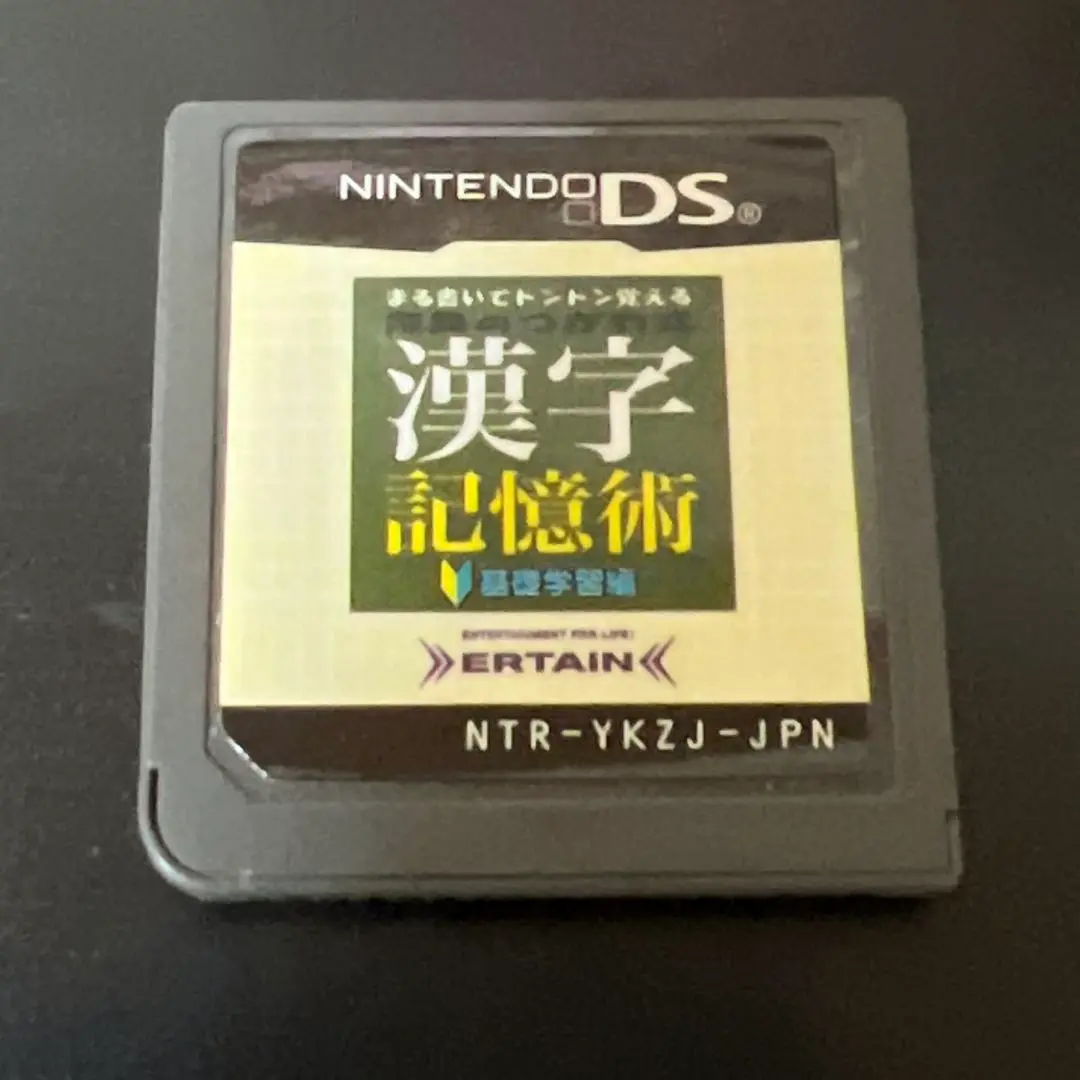 NINTENDO DS®
まる書いてトントン覚える
漢字
記憶術
基礎学習編
ENTERTAINMENT FOR LIFE!
ERTAIN
NTR-YKZJ-JPN